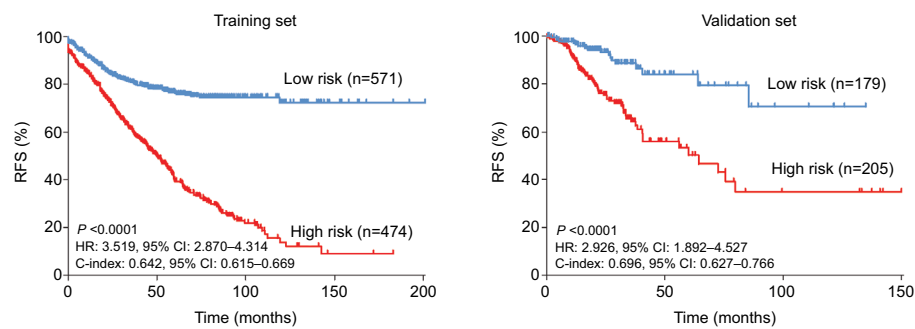 Training set
100
80
60
40
20
0
RFS (%)
Low risk (n=571)
High risk (n=474)
P <0.0001
HR: 3.519, 95% CI: 2.870–4.314
C-index: 0.642, 95% CI: 0.615–0.669
0 50 100 150 200
Time (months)
Validation set
100
80
60
40
20
0
RFS (%)
Low risk (n=179)
High risk (n=205)
P <0.0001
HR: 2.926, 95% CI: 1.892–4.527
C-index: 0.696, 95% CI: 0.627–0.766
0 50 100 150
Time (months)